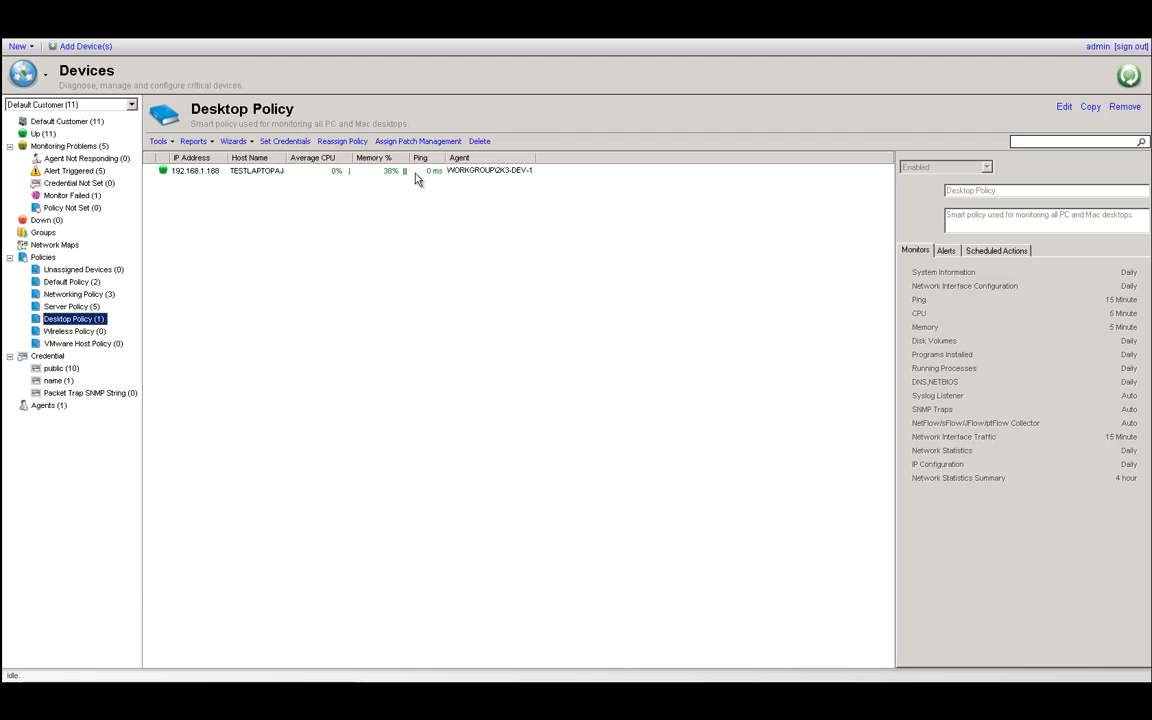 New Add Device(s) admin [sign out]
Devices
Diagnose, manage and configure critical devices.
Default Customer (11)
Default Customer (11)
Up (11)
Monitoring Problems (5)
Agent Not Responding (0)
Alert Triggered (5)
Credential Not Set (0)
Monitor Failed (1)
Policy Not Set (0)
Down (0)
Groups
Network Maps
Policies
Unassigned Devices (0)
Default Policy (2)
Networking Policy (3)
Server Policy (5)
Desktop Policy (1)
Wireless Policy (0)
VMware Host Policy (0)
Credential
public (10)
name (1)
Packet Trap SNMP String (0)
Agents (1)
Desktop Policy
Smart policy used for monitoring all PC and Mac desktops.
Edit Copy Remove
Tools Reports Wizards Set Credentials Reassign Policy Assign Patch Management Delete
IP Address Host Name Average CPU Memory % Ping Agent
192.168.1.188 TESTLAPTOPAJ 0% 38% 0 ms WORKGROUP\2K3-DEV-1
Enabled
Desktop Policy
Smart policy used for monitoring all PC and Mac desktops.
Monitors Alerts Scheduled Actions
System Information Daily
Network Interface Configuration Daily
Ping 15 Minute
CPU 5 Minute
Memory 5 Minute
Disk Volumes Daily
Programs Installed Daily
Running Processes Daily
DNS,NETBIOS Daily
Syslog Listener Auto
SNMP Traps Auto
NetFlow/sFlow/JFlow/ptFlow Collector Auto
Network Interface Traffic 15 Minute
Network Statistics Daily
IP Configuration Daily
Network Statistics Summary 4 hour
Idle.